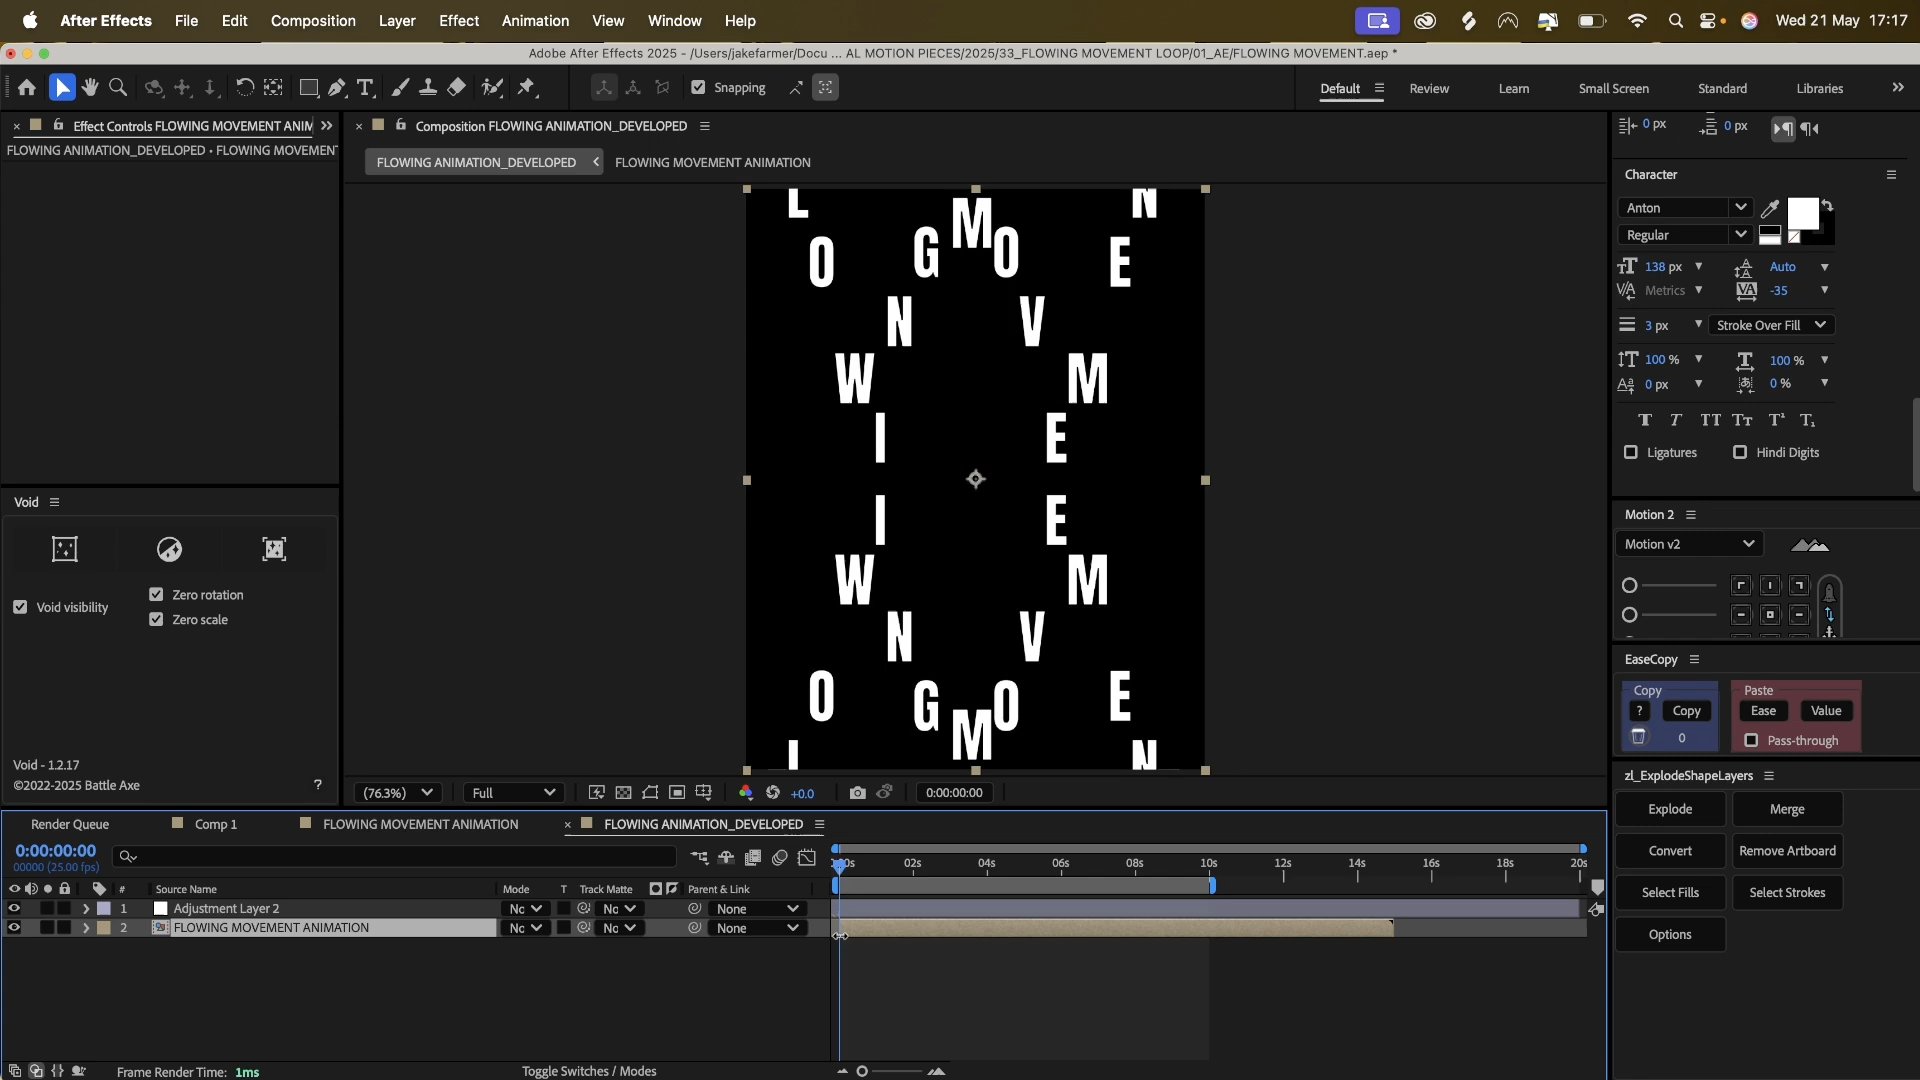 After Effects File Edit Composition Layer Effect Animation View Window Help Wed 21 May 17:17
Adobe After Effects 2025 - /Users/jakefarmer/Docu ... AL MOTION PIECES/2025/33_FLOWING MOVEMENT LOOP/01_AE/FLOWING MOVEMENT.aep *
Snapping Default Review Learn Small Screen Standard Libraries
Effect Controls FLOWING MOVEMENT ANIM
FLOWING ANIMATION_DEVELOPED • FLOWING MOVEMENT
Composition FLOWING ANIMATION_DEVELOPED
FLOWING ANIMATION_DEVELOPED FLOWING MOVEMENT ANIMATION
L M N
O G O E
N V
W M
I E
I E
W M
N V
O G M O E
L N
(76.3%) Full +0.0 0:00:00:00
Void
Void visibility
Zero rotation
Zero scale
Void - 1.2.17
©2022-2025 Battle Axe ?
0 px 0 px
Character
Anton
Regular
138 px Auto
Metrics -35
3 px Stroke Over Fill
100 % 100 %
0 px 0 %
T T TT Tt T¹ T₁
Ligatures Hindi Digits
Motion 2
Motion v2
EaseCopy
Copy Paste
? Copy Ease Value
0 Pass-through
zl_ExplodeShapeLayers
Explode Merge
Convert Remove Artboard
Select Fills Select Strokes
Options
Render Queue Comp 1 FLOWING MOVEMENT ANIMATION FLOWING ANIMATION_DEVELOPED
0:00:00:00
00000 (25.00 fps)
02s 04s 06s 08s 10s 12s 14s 16s 18s 20s
# Source Name Mode T Track Matte Parent & Link
1 Adjustment Layer 2 Nc Nc None
2 FLOWING MOVEMENT ANIMATION Nc Nc None
Frame Render Time: 1ms Toggle Switches / Modes